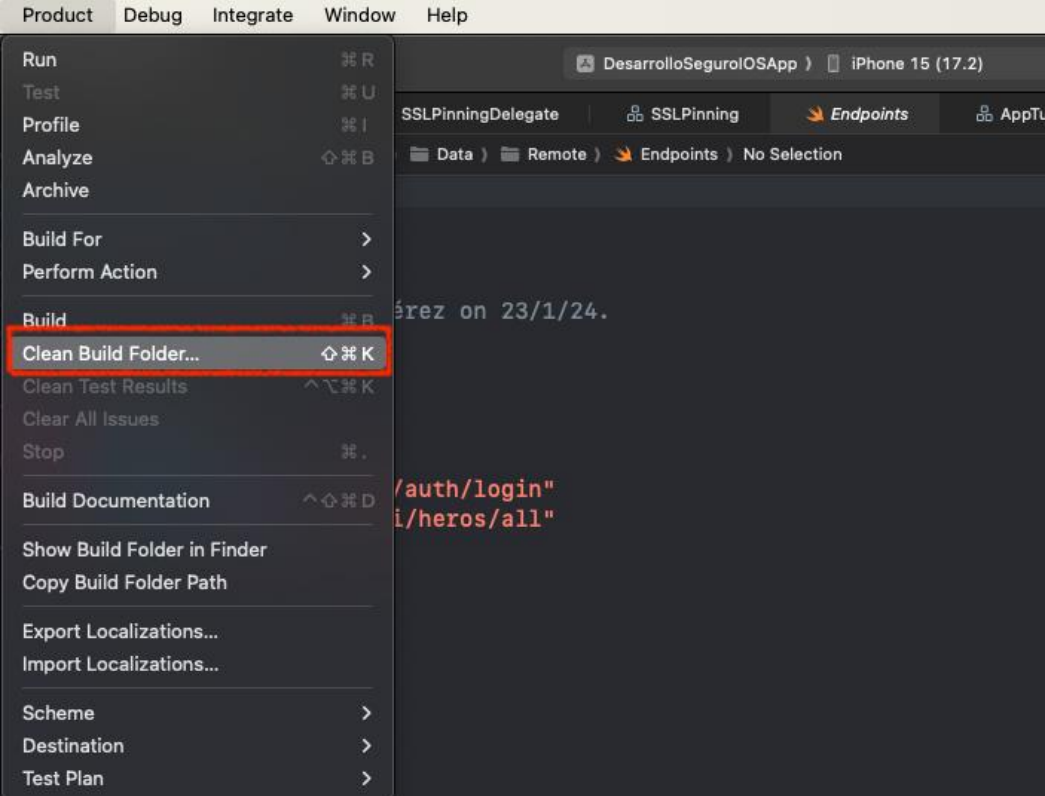 Product Debug Integrate Window Help
Run ⌘ R
DesarrolloSeguroIOSApp ⟩ iPhone 15 (17.2)
Test ⌘ U
SSLPinningDelegate SSLPinning Endpoints AppTu
Profile ⌘ I
Analyze ⇧ ⌘ B
Data ⟩ Remote ⟩ Endpoints ⟩ No Selection
Archive
Build For >
Perform Action >
Build ⌘ B
érez on 23/1/24.
Clean Build Folder... ⇧ ⌘ K
Clean Test Results ^⌥⌘ K
Clear All Issues
Stop ⌘ .
/auth/login"
Build Documentation ^⇧⌘ D
i/heros/all"
Show Build Folder in Finder
Copy Build Folder Path
Export Localizations...
Import Localizations...
Scheme >
Destination >
Test Plan >